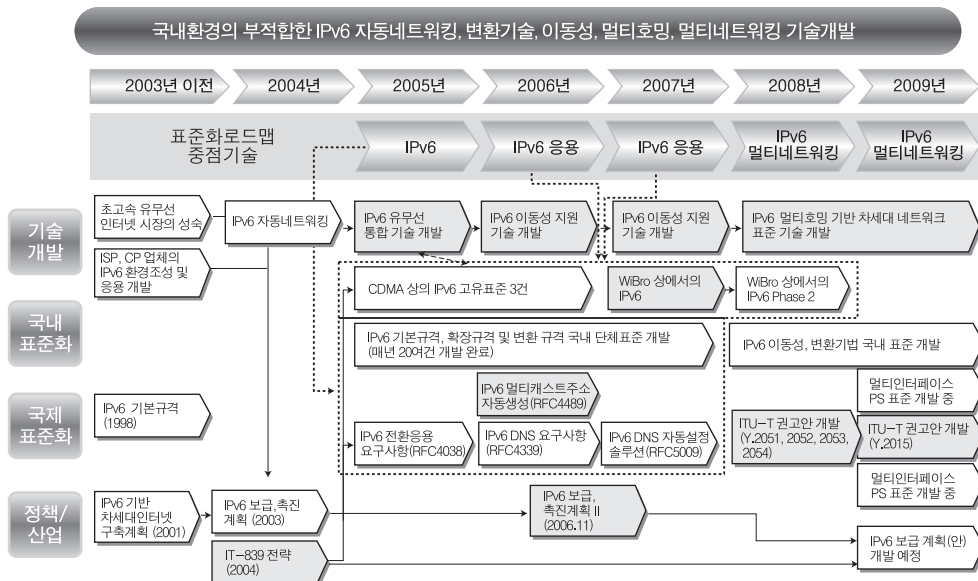 국내환경의 부적합한 IPv6 자동네트워킹, 변환기술, 이동성, 멀티호밍, 멀티네트워킹 기술개발
2003년 이전
2004년
2005년
2006년
2007년
2008년
2009년
표준화로드맵
중점기술
IPv6
IPv6 응용
IPv6 응용
IPv6
멀티네트워킹
IPv6
멀티네트워킹
기술
개발
초고속 유무선
인터넷 시장의 성숙
IPv6 자동네트워킹
IPv6 유무선
통합 기술 개발
IPv6 이동성 지원
기술 개발
IPv6 이동성 지원
기술 개발
IPv6 멀티호밍 기반 차세대 네트워크
표준 기술 개발
ISP, CP 업체의
IPv6 환경조성 및
응용 개발
CDMA 상의 IPv6 고유표준 3건
WiBro 상에서의
IPv6
WiBro 상에서의
IPv6 Phase 2
국내
표준화
IPv6 기본규격, 확장규격 및 변환 규격 국내 단체표준 개발
(매년 20여건 개발 완료)
IPv6 이동성, 변환기법 국내 표준 개발
국제
표준화
IPv6 기본규격
(1998)
IPv6 멀티캐스트주소
자동생성(RFC4489)
멀티인터페이스
PS 표준 개발 중
IPv6 전환응용
요구사항(RFC4038)
IPv6 DNS 요구사항
(RFC4339)
IPv6 DNS 자동설정
솔루션(RFC5009)
ITU-T 권고안 개발
(Y.2051, 2052, 2053,
2054)
ITU-T 권고안 개발
(Y.2015)
멀티인터페이스
PS 표준 개발 중
정책/
산업
IPv6 기반
차세대인터넷
구축계획 (2001)
IPv6 보급,촉진
계획 (2003)
IPv6 보급,
촉진계획 II
(2006.11)
IPv6 보급 계획(안)
개발 예정
IT-839 전략
(2004)